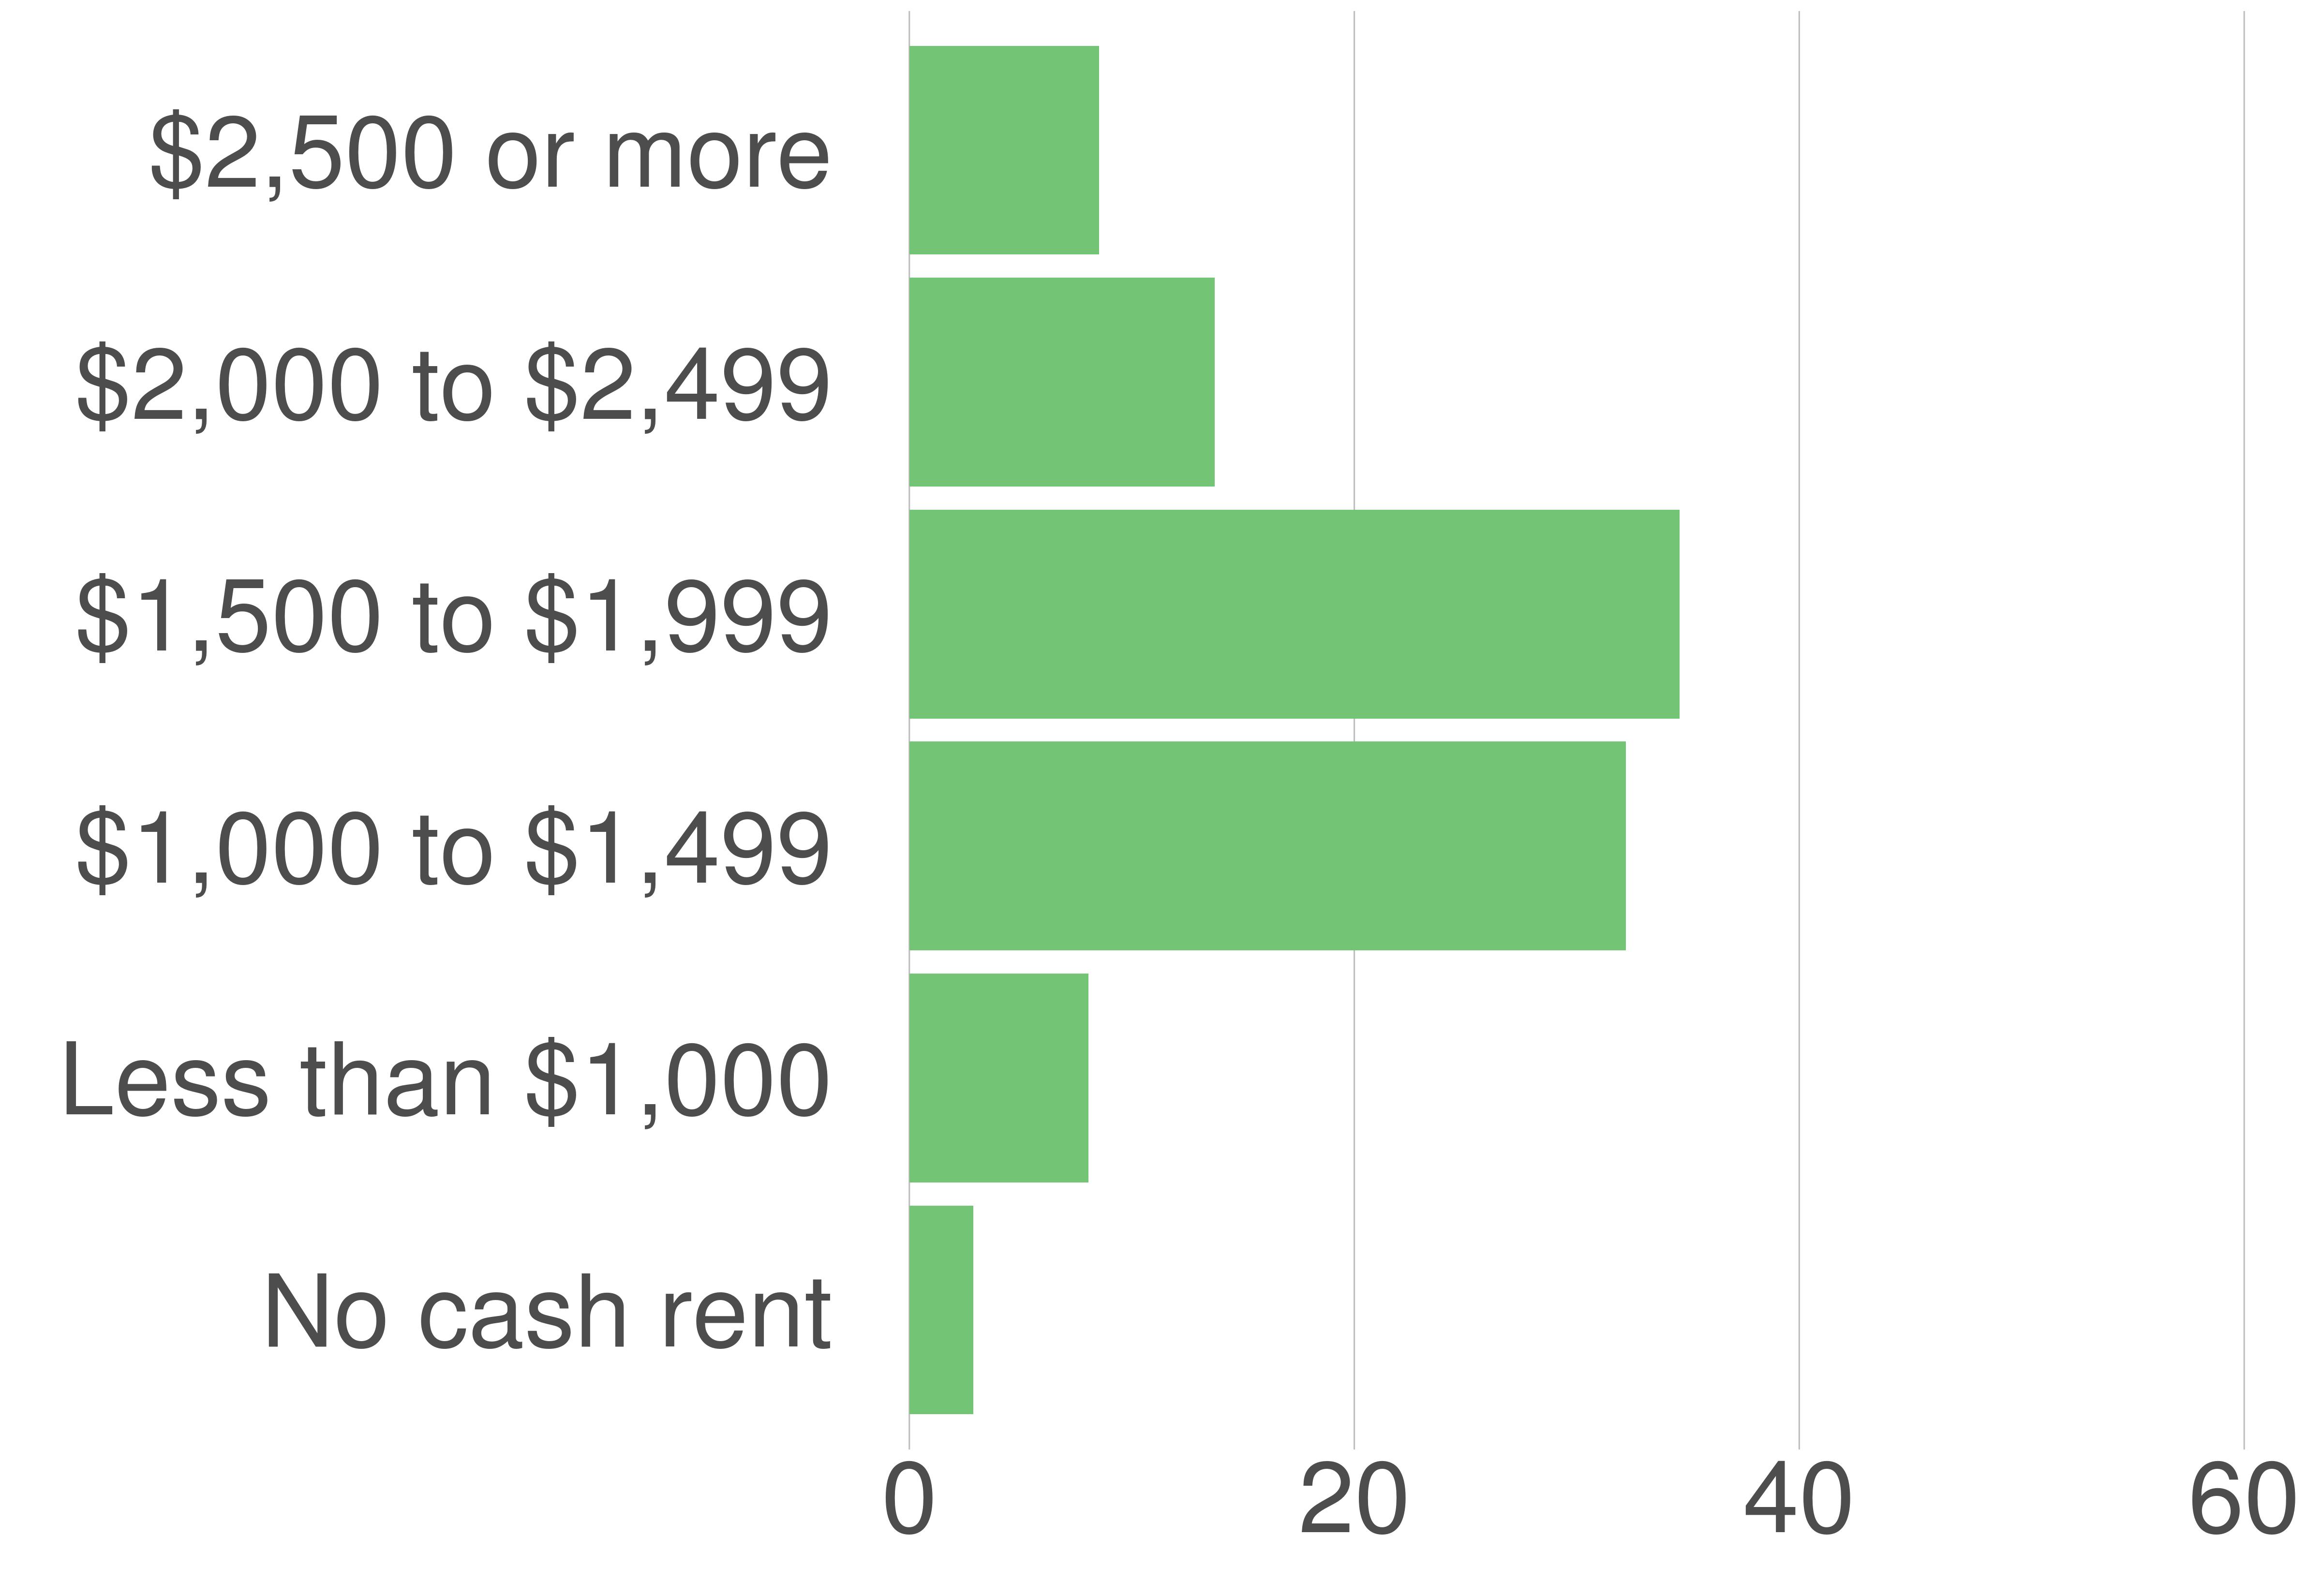 $2,500 or more
$2,000 to $2,499
$1,500 to $1,999
$1,000 to $1,499
Less than $1,000
No cash rent
0 20 40 60